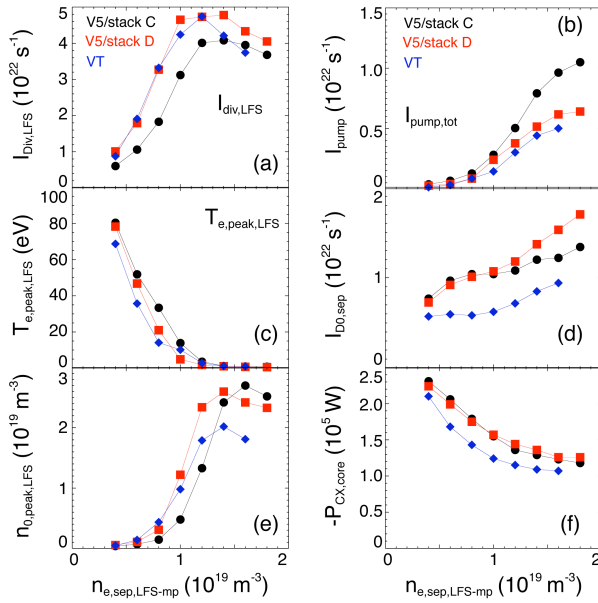 V5/stack C
V5/stack D
VT
I_Div,LFS (10^22 s^-1)
5
4
3
2
1
0
I_div,LFS
(a)
V5/stack C
V5/stack D
VT
(b)
I_pump (10^22 s^-1)
1.5
1.0
0.5
0
I_pump,tot
T_e,peak,LFS (eV)
100
80
60
40
20
0
T_e,peak,LFS
(c)
I_D0,sep (10^22 s^-1)
2
1
0
(d)
n_0,peak,LFS (10^19 m^-3)
3
2
1
0
(e)
-P_CX,core (10^5 W)
2.5
2.0
1.5
1.0
0.5
0
(f)
0 1 2
n_e,sep,LFS-mp (10^19 m^-3)
0 1 2
n_e,sep,LFS-mp (10^19 m^-3)